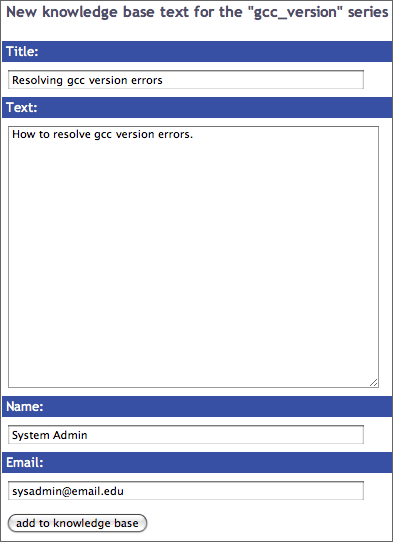 New knowledge base text for the "gcc_version" series
Title:
Resolving gcc version errors
Text:
How to resolve gcc version errors.
Name:
System Admin
Email:
sysadmin@email.edu
add to knowledge base